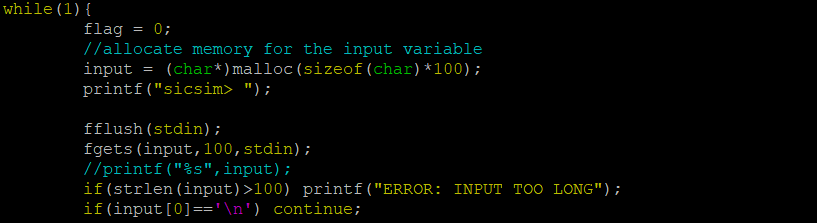 while(1){
flag = 0;
//allocate memory for the input variable
input = (char*)malloc(sizeof(char)*100);
printf("sicsim> ");
fflush(stdin);
fgets(input,100,stdin);
//printf("%s",input);
if(strlen(input)>100) printf("ERROR: INPUT TOO LONG");
if(input[0]=='\n') continue;